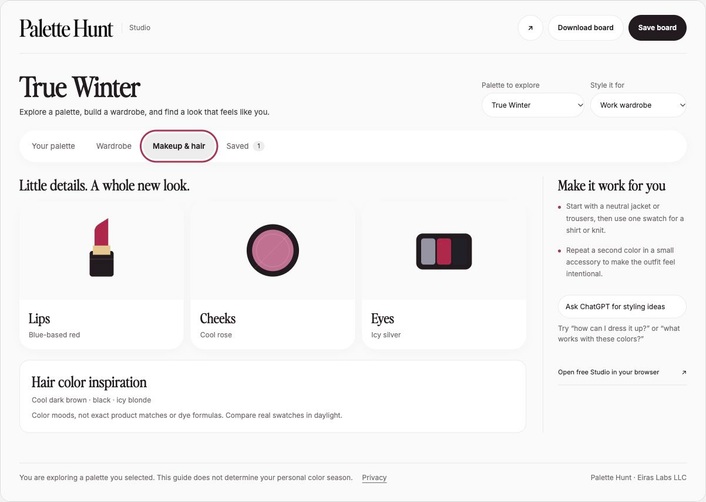 Palette Hunt
Studio
↗
Download board
Save board
True Winter
Explore a palette, build a wardrobe, and find a look that feels like you.
Palette to explore
Style it for
True Winter
Work wardrobe
Your palette
Wardrobe
Makeup & hair
Saved 1
Little details. A whole new look.
Lips
Blue-based red
Cheeks
Cool rose
Eyes
Icy silver
Hair color inspiration
Cool dark brown · black · icy blonde
Color moods, not exact product matches or dye formulas. Compare real swatches in daylight.
Make it work for you
• Start with a neutral jacket or
trousers, then use one swatch for a
shirt or knit.
• Repeat a second color in a small
accessory to make the outfit feel
intentional.
Ask ChatGPT for styling ideas
Try “how can I dress it up?” or “what
works with these colors?”
Open free Studio in your browser ↗
You are exploring a palette you selected. This guide does not determine your personal color season.
Privacy
Palette Hunt · Eiras Labs LLC